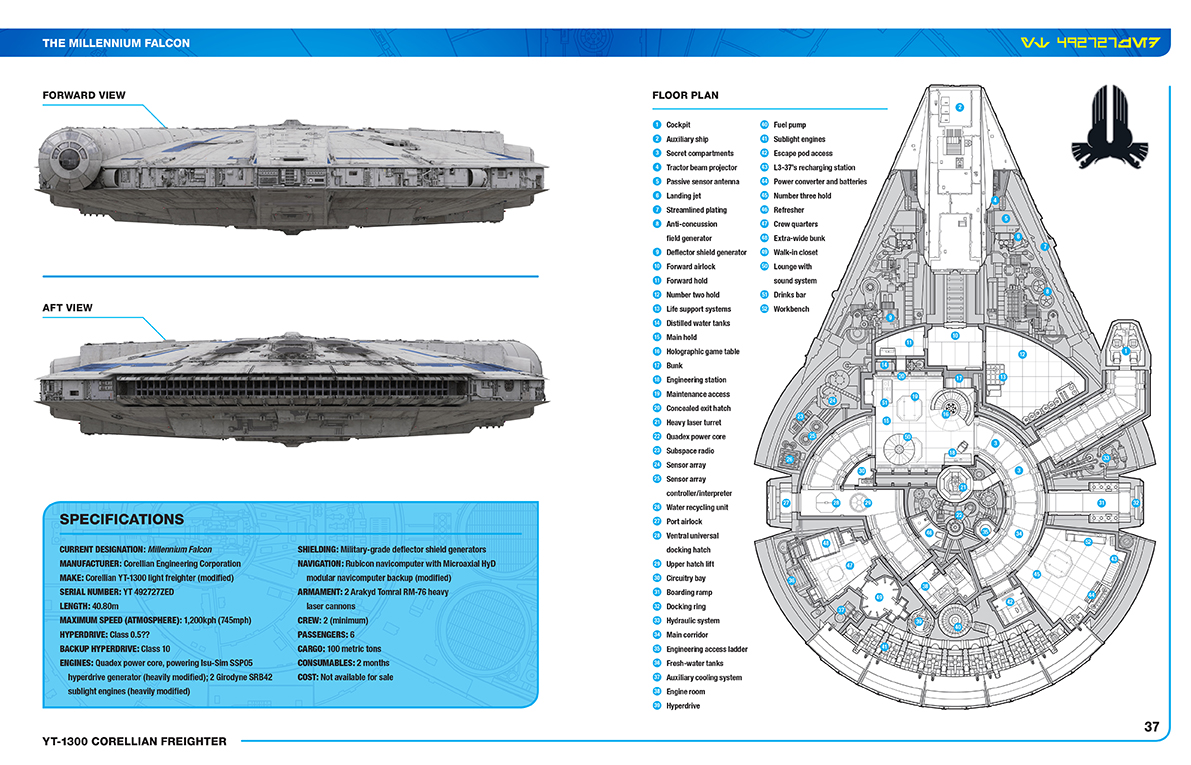 THE MILLENNIUM FALCON
FORWARD VIEW
AFT VIEW
SPECIFICATIONS
CURRENT DESIGNATION: Millennium Falcon
MANUFACTURER: Corellian Engineering Corporation
MAKE: Corellian YT-1300 light freighter (modified)
SERIAL NUMBER: YT 492727ZED
LENGTH: 40.80m
MAXIMUM SPEED (ATMOSPHERE): 1,200kph (745mph)
HYPERDRIVE: Class 0.5??
BACKUP HYPERDRIVE: Class 10
ENGINES: Quadex power core, powering Isu-Sim SSP05
hyperdrive generator (heavily modified); 2 Girodyne SRB42
sublight engines (heavily modified)
SHIELDING: Military-grade deflector shield generators
NAVIGATION: Rubicon navicomputer with Microaxial HyD
modular navicomputer backup (modified)
ARMAMENT: 2 Arakyd Tomral RM-76 heavy
laser cannons
CREW: 2 (minimum)
PASSENGERS: 6
CARGO: 100 metric tons
CONSUMABLES: 2 months
COST: Not available for sale
YT-1300 CORELLIAN FREIGHTER
FLOOR PLAN
1 Cockpit
2 Auxiliary ship
3 Secret compartments
4 Tractor beam projector
5 Passive sensor antenna
6 Landing jet
7 Streamlined plating
8 Anti-concussion
field generator
9 Deflector shield generator
10 Forward airlock
11 Forward hold
12 Number two hold
13 Life support systems
14 Distilled water tanks
15 Main hold
16 Holographic game table
17 Bunk
18 Engineering station
19 Maintenance access
20 Concealed exit hatch
21 Heavy laser turret
22 Quadex power core
23 Subspace radio
24 Sensor array
25 Sensor array
controller/interpreter
26 Water recycling unit
27 Port airlock
28 Ventral universal
docking hatch
29 Upper hatch lift
30 Circuitry bay
31 Boarding ramp
32 Docking ring
33 Hydraulic system
34 Main corridor
35 Engineering access ladder
36 Fresh-water tanks
37 Auxiliary cooling system
38 Engine room
39 Hyperdrive
40 Fuel pump
41 Sublight engines
42 Escape pod access
43 L3-37's recharging station
44 Power converter and batteries
45 Number three hold
46 Refresher
47 Crew quarters
48 Extra-wide bunk
49 Walk-in closet
50 Lounge with
sound system
51 Drinks bar
52 Workbench
37